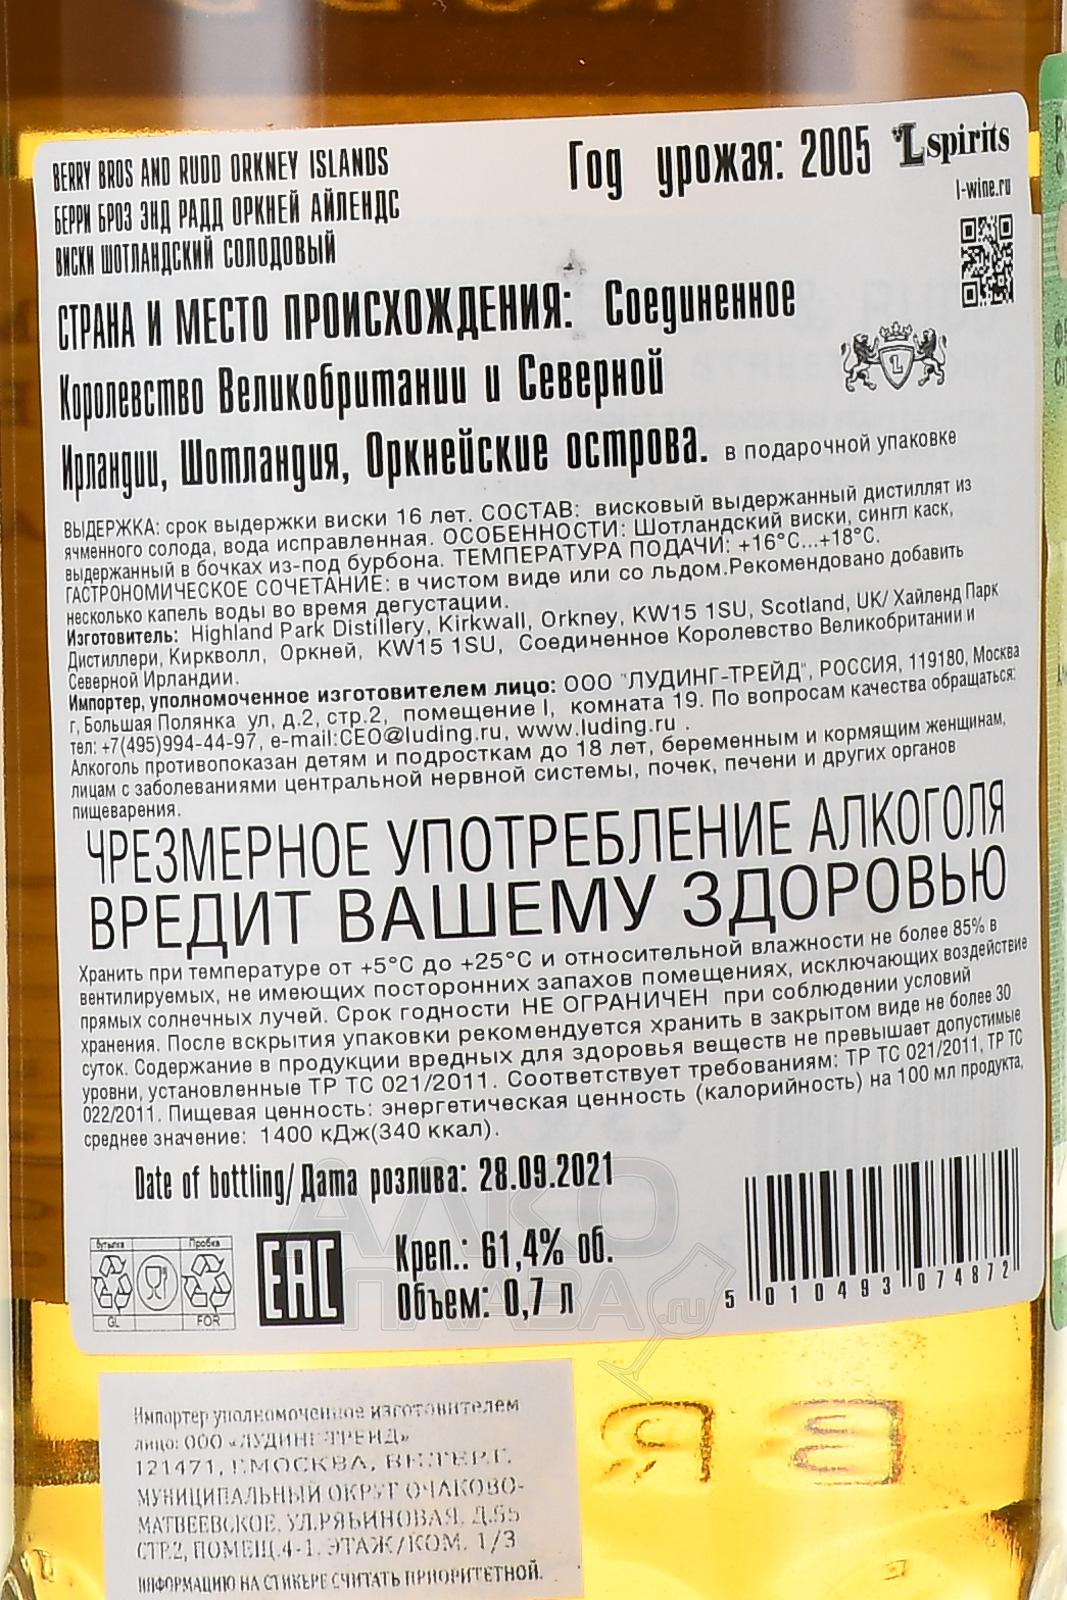 BERRY BROS AND RUDD ORKNEY ISLANDS
БЕРРИ БРОЗ ЭНД РАДД ОРКНЕЙ АЙЛЕНДС
ВИСКИ ШОТЛАНДСКИЙ СОЛОДОВЫЙ
Год урожая: 2005
L spirits
l-wine.ru
СТРАНА И МЕСТО ПРОИСХОЖДЕНИЯ: Соединенное
Королевство Великобритании и Северной
Ирландии, Шотландия, Оркнейские острова. в подарочной упаковке
L
ВЫДЕРЖКА: срок выдержки виски 16 лет. СОСТАВ: висковый выдержанный дистиллят из
ячменного солода, вода исправленная. ОСОБЕННОСТИ: Шотландский виски, сингл каск,
выдержанный в бочках из-под бурбона. ТЕМПЕРАТУРА ПОДАЧИ: +16°С...+18°С.
ГАСТРОНОМИЧЕСКОЕ СОЧЕТАНИЕ: в чистом виде или со льдом.Рекомендовано добавить
несколько капель воды во время дегустации.
Изготовитель: Highland Park Distillery, Kirkwall, Orkney, KW15 1SU, Scotland, UK/ Хайленд Парк
Дистиллери, Киркволл, Оркней, KW15 1SU, Соединенное Королевство Великобритании и
Северной Ирландии.
Импортер, уполномоченное изготовителем лицо: ООО "ЛУДИНГ-ТРЕЙД", РОССИЯ, 119180, Москва
г, Большая Полянка ул, д.2, стр.2, помещение I, комната 19. По вопросам качества обращаться:
тел: +7(495)994-44-97, e-mail:CEO@luding.ru, www.luding.ru .
Алкоголь противопоказан детям и подросткам до 18 лет, беременным и кормящим женщинам,
лицам с заболеваниями центральной нервной системы, почек, печени и других органов
пищеварения.
ЧРЕЗМЕРНОЕ УПОТРЕБЛЕНИЕ АЛКОГОЛЯ
ВРЕДИТ ВАШЕМУ ЗДОРОВЬЮ
Хранить при температуре от +5°С до +25°С и относительной влажности не более 85% в
вентилируемых, не имеющих посторонних запахов помещениях, исключающих воздействие
прямых солнечных лучей. Срок годности НЕ ОГРАНИЧЕН при соблюдении условий
хранения. После вскрытия упаковки рекомендуется хранить в закрытом виде не более 30
суток. Содержание в продукции вредных для здоровья веществ не превышает допустимые
уровни, установленные ТР ТС 021/2011. Соответствует требованиям: ТР ТС 021/2011, ТР ТС
022/2011. Пищевая ценность: энергетическая ценность (калорийность) на 100 мл продукта,
среднее значение: 1400 кДж(340 ккал).
Date of bottling/Дата розлива: 28.09.2021
бутылка
Пробка
GL
FOR
EAC
Креп.: 61,4% об.
Объем: 0,7 л
5 010493 074872
АЛКО
ПЛАВА.ru
Импортер уполномоченное изготовителем
лицо: ООО «ЛУДИНГ-ТРЕЙД»
121471, Г.МОСКВА, ВН.ТЕР.Г.
МУНИЦИПАЛЬНЫЙ ОКРУГ ОЧАКОВО-
МАТВЕЕВСКОЕ, УЛ.РЯБИНОВАЯ, Д.55
СТР.2, ПОМЕЩ.4-1. ЭТАЖ/КОМ. 1/3
ИНФОРМАЦИЮ НА СТИКЕРЕ СЧИТАТЬ ПРИОРИТЕТНОЙ.